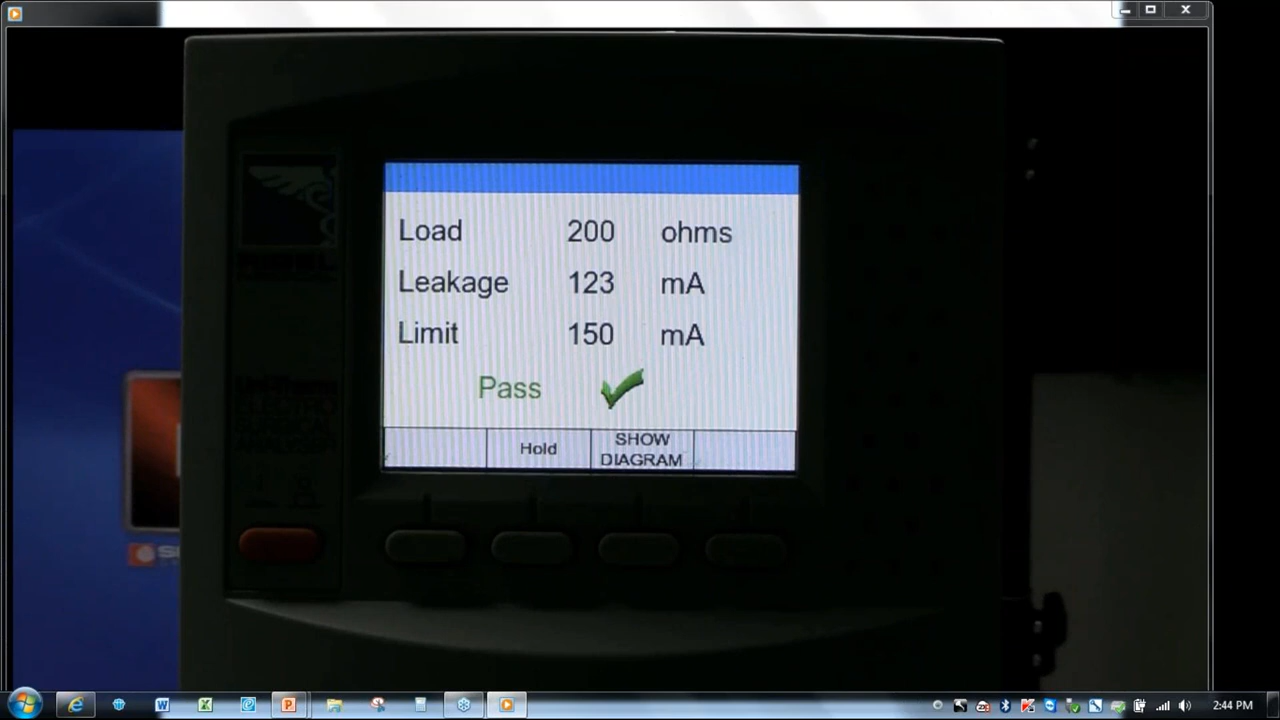 Load 200 ohms
Leakage 123 mA
Limit 150 mA
Pass
Hold
SHOW
DIAGRAM
2:44 PM